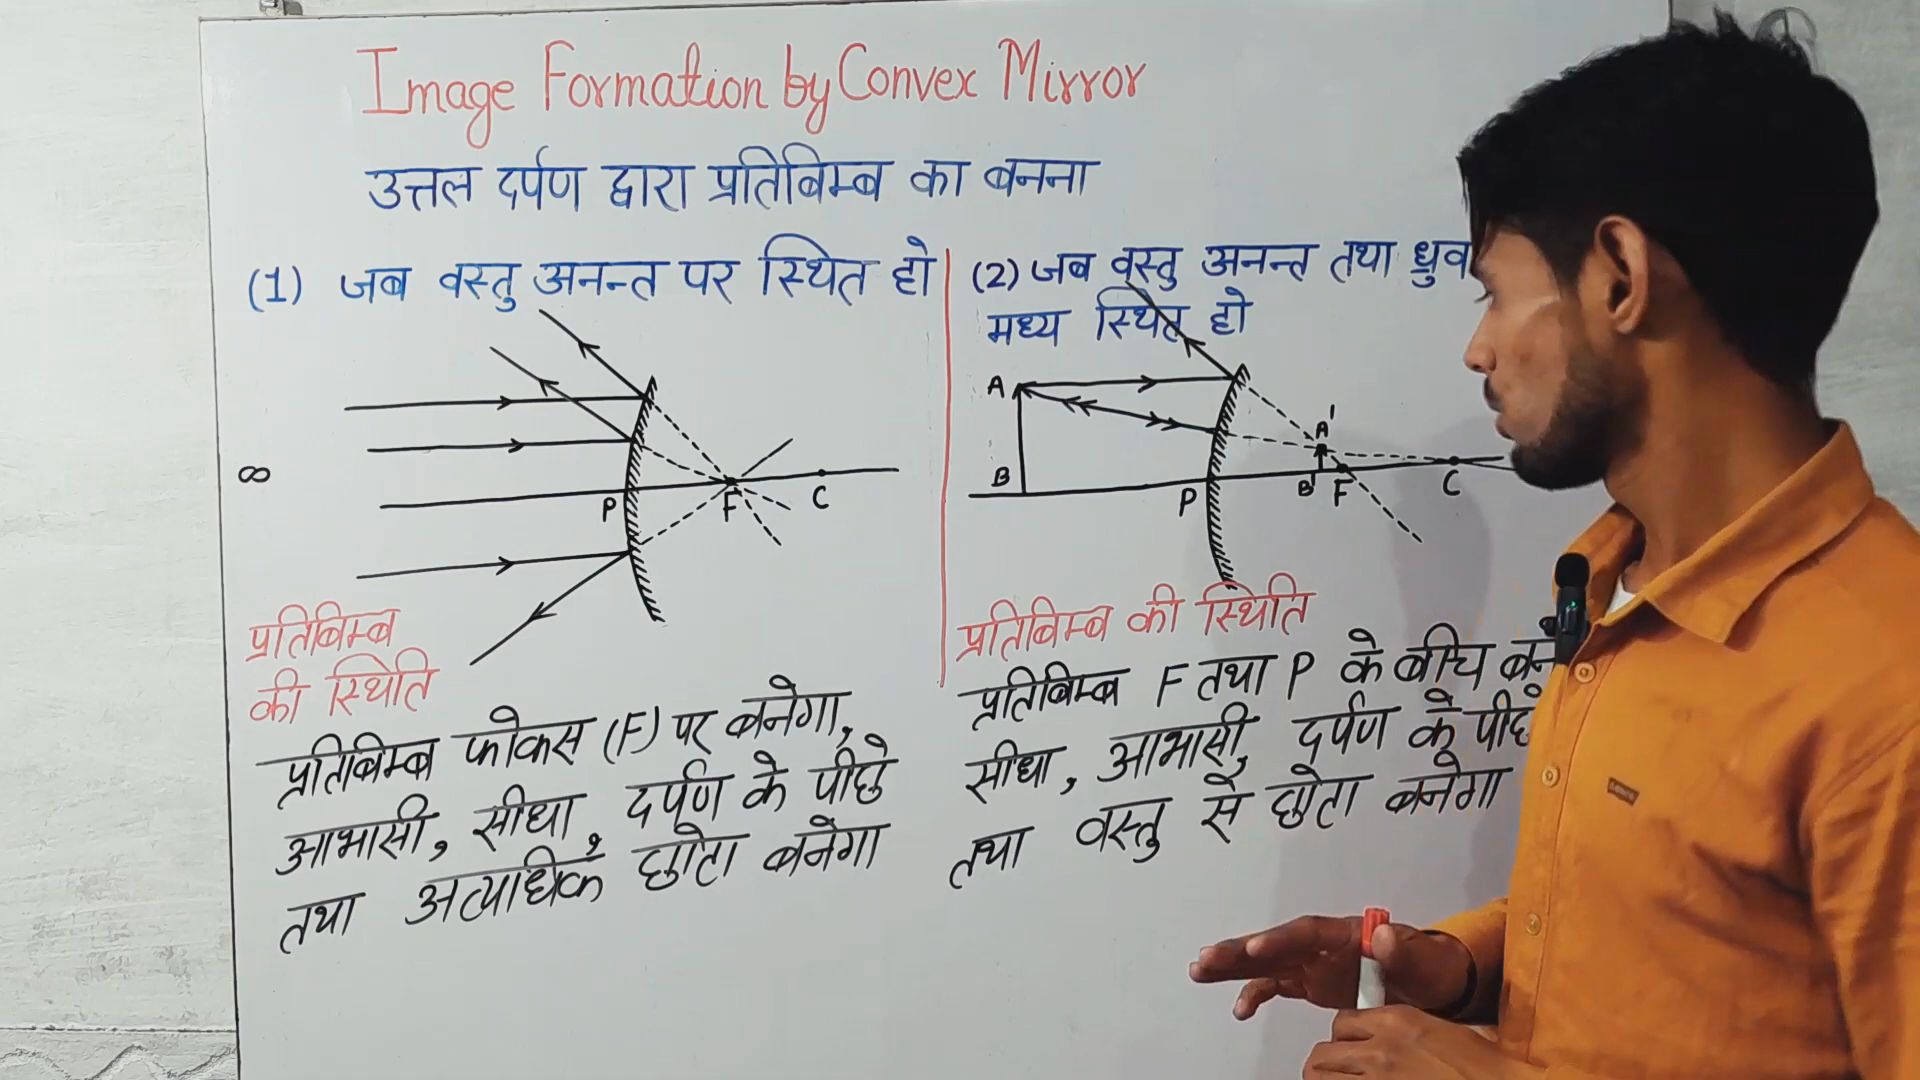 Image Formation by Convex Mirror
उत्तल दर्पण द्वारा प्रतिबिम्ब का बनना
(1) जब वस्तु अनन्त पर स्थित हो
∞
P
F
C
प्रतिबिम्ब
की स्थिति
प्रतिबिम्ब फोकस (F) पर बनेगा,
आभासी, सीधा, दर्पण के पीछे
तथा अत्याधिक छोटा बनेगा
(2) जब वस्तु अनन्त तथा ध्रुव
मध्य स्थित हो
A
B
P
A'
B'
F
C
प्रतिबिम्ब की स्थिति
प्रतिबिम्ब F तथा P के बीच
सीधा, आभासी, दर्पण के पीछे
तथा वस्तु से छोटा बनेगा